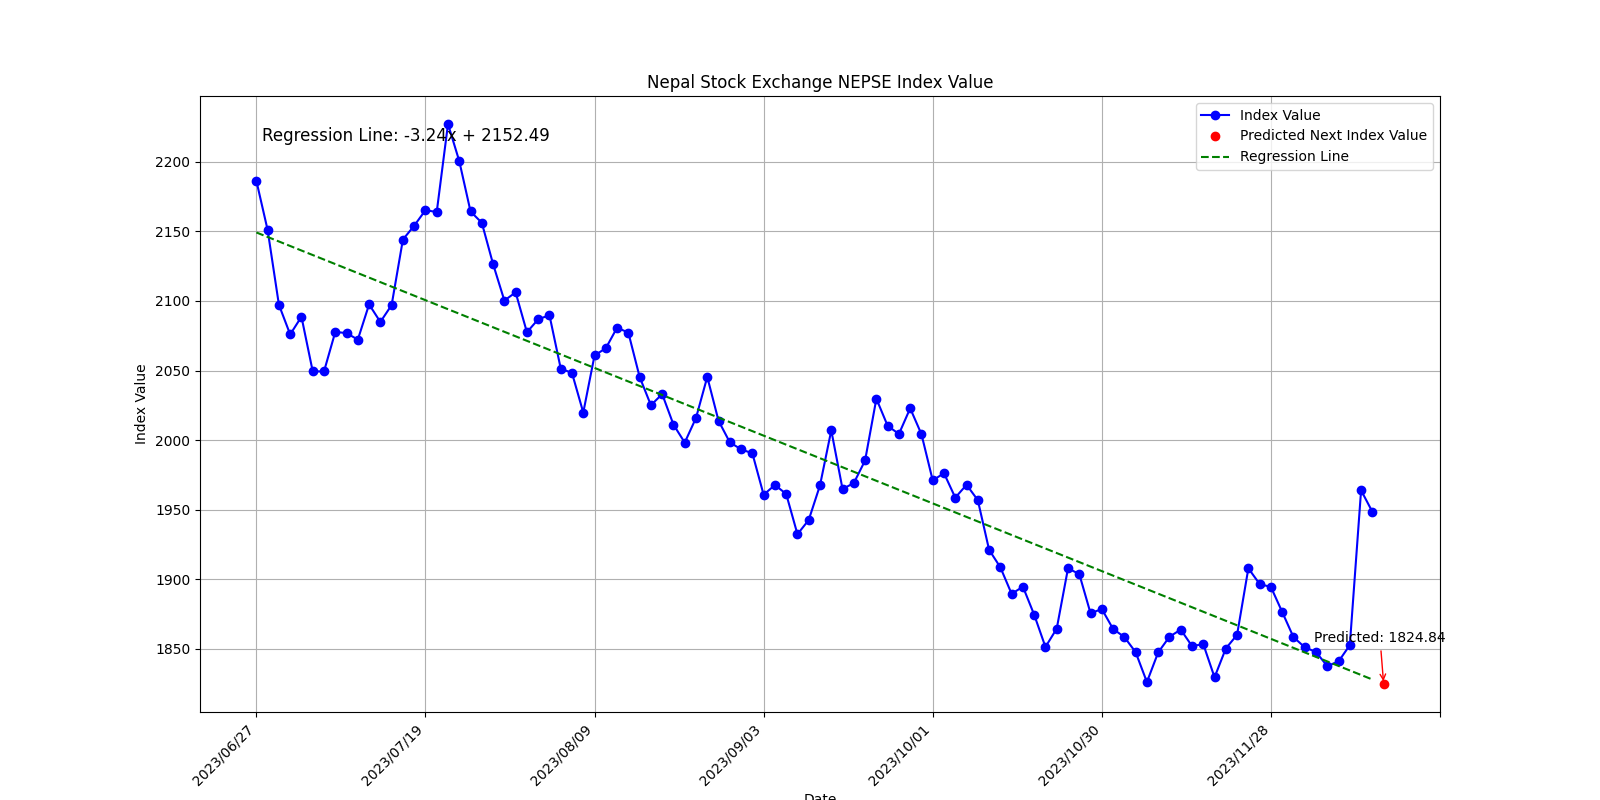 Nepal Stock Exchange NEPSE Index Value
Regression Line: -3.24x + 2152.49
Index Value
Predicted Next Index Value
Regression Line
2200
2150
2100
2050
2000
1950
1900
1850
Index Value
Predicted: 1824.84
2023/06/27
2023/07/19
2023/08/09
2023/09/03
2023/10/01
2023/10/30
2023/11/28
Date